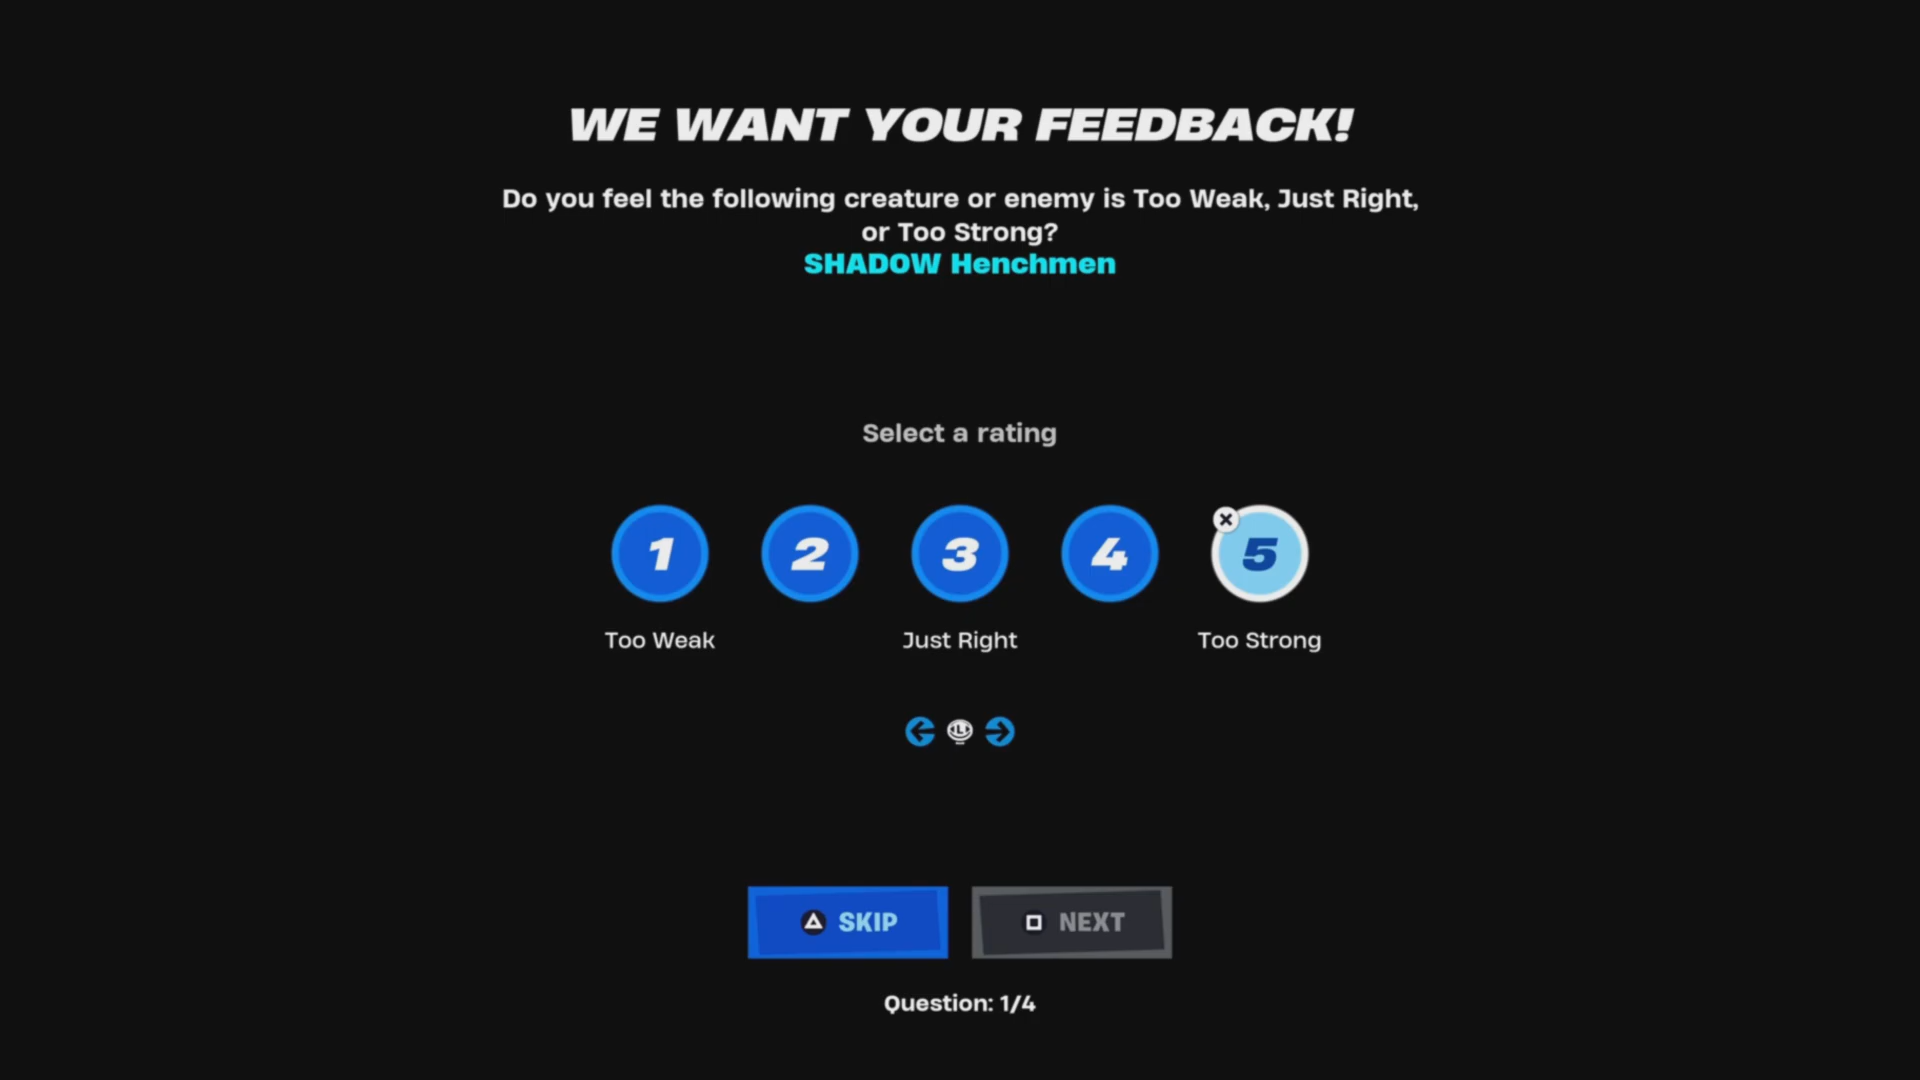 WE WANT YOUR FEEDBACK!
Do you feel the following creature or enemy is Too Weak, Just Right,
or Too Strong?
SHADOW Henchmen
Select a rating
1 2 3 4 5
Too Weak Just Right Too Strong
L
SKIP NEXT
Question: 1/4